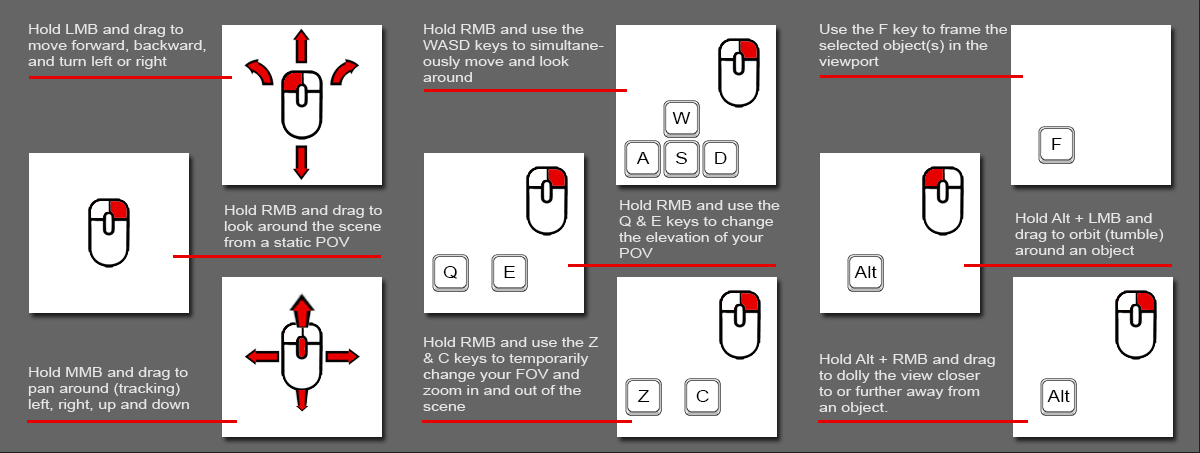 Hold LMB and drag to
move forward, backward,
and turn left or right
Hold RMB and drag to
look around the scene
from a static POV
Hold MMB and drag to
pan around (tracking)
left, right, up and down
Hold RMB and use the
WASD keys to simultane-
ously move and look
around
W
A S D
Hold RMB and use the
Q & E keys to change
the elevation of your
POV
Q E
Hold RMB and use the Z
& C keys to temporarily
change your FOV and
zoom in and out of the
scene
Z C
Use the F key to frame the
selected object(s) in the
viewport
F
Hold Alt + LMB and
drag to orbit (tumble)
around an object
Alt
Hold Alt + RMB and drag
to dolly the view closer
to or further away from
an object.
Alt